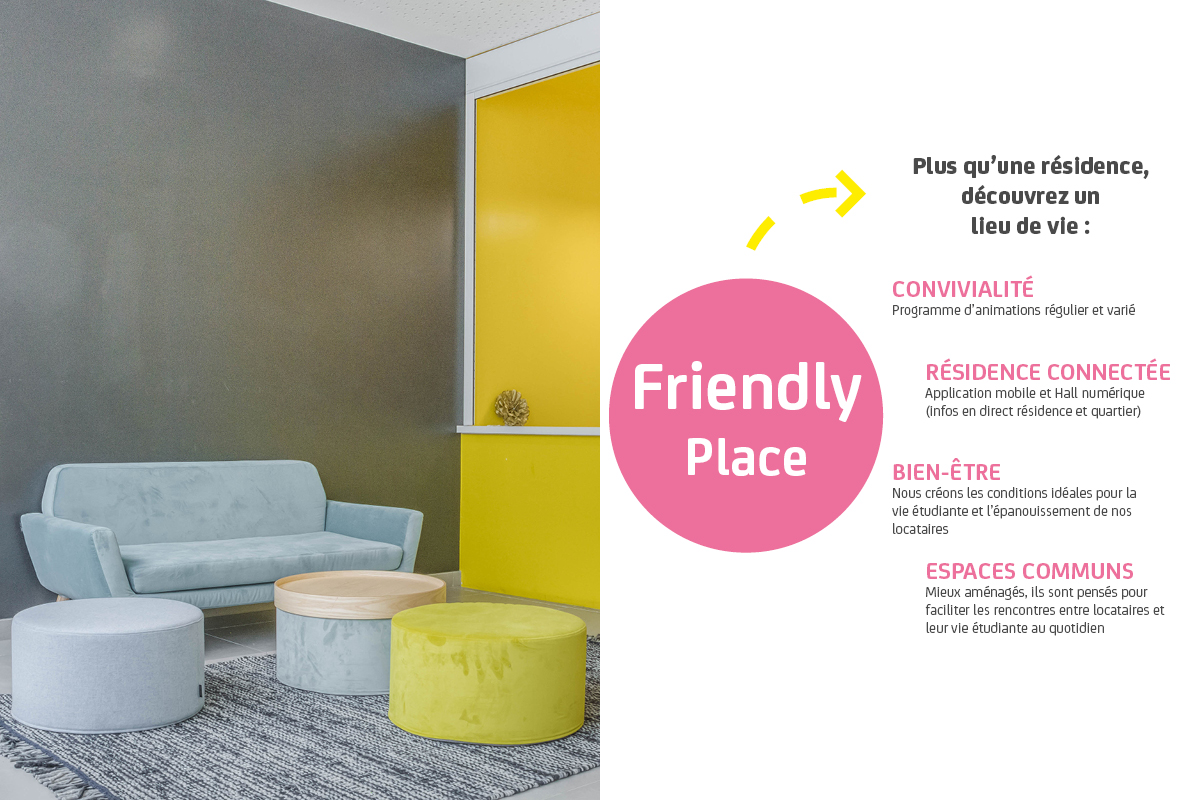 Plus qu’une résidence,
découvrez un
lieu de vie :
Friendly
Place
CONVIVIALITÉ
Programme d’animations régulier et varié
RÉSIDENCE CONNECTÉE
Application mobile et Hall numérique
(infos en direct résidence et quartier)
BIEN-ÊTRE
Nous créons les conditions idéales pour la
vie étudiante et l’épanouissement de nos
locataires
ESPACES COMMUNS
Mieux aménagés, ils sont pensés pour
faciliter les rencontres entre locataires et
leur vie étudiante au quotidien